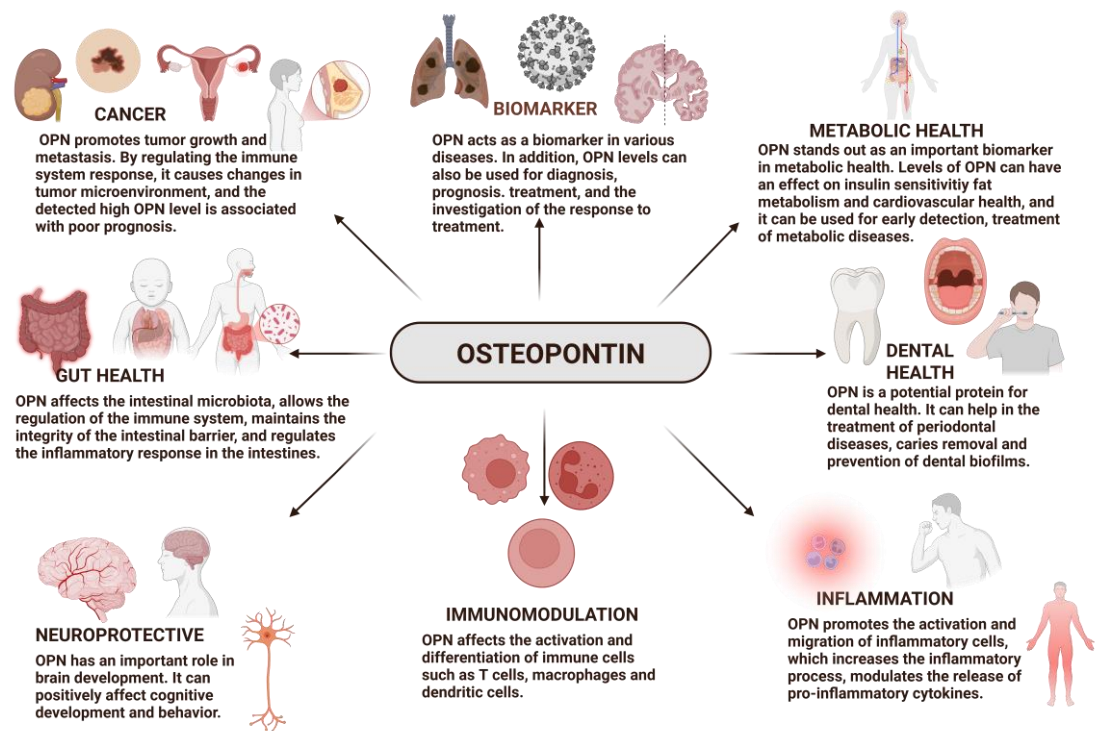 CANCER
OPN promotes tumor growth and
metastasis. By regulating the immune
system response, it causes changes in
tumor microenvironment, and the
detected high OPN level is associated
with poor prognosis.
BIOMARKER
OPN acts as a biomarker in various
diseases. In addition, OPN levels can
also be used for diagnosis,
prognosis. treatment, and the
investigation of the response to
treatment.
METABOLIC HEALTH
OPN stands out as an important biomarker
in metabolic health. Levels of OPN can have
an effect on insulin sensitivitiy fat
metabolism and cardiovascular health, and
it can be used for early detection, treatment
of metabolic diseases.
GUT HEALTH
OPN affects the intestinal microbiota, allows the
regulation of the immune system, maintains the
integrity of the intestinal barrier, and regulates
the inflammatory response in the intestines.
OSTEOPONTIN
DENTAL
HEALTH
OPN is a potential protein for
dental health. It can help in the
treatment of periodontal
diseases, caries removal and
prevention of dental biofilms.
NEUROPROTECTIVE
OPN has an important role in
brain development. It can
positively affect cognitive
development and behavior.
IMMUNOMODULATION
OPN affects the activation and
differentiation of immune cells
such as T cells, macrophages and
dendritic cells.
INFLAMMATION
OPN promotes the activation and
migration of inflammatory cells,
which increases the inflammatory
process, modulates the release of
pro-inflammatory cytokines.